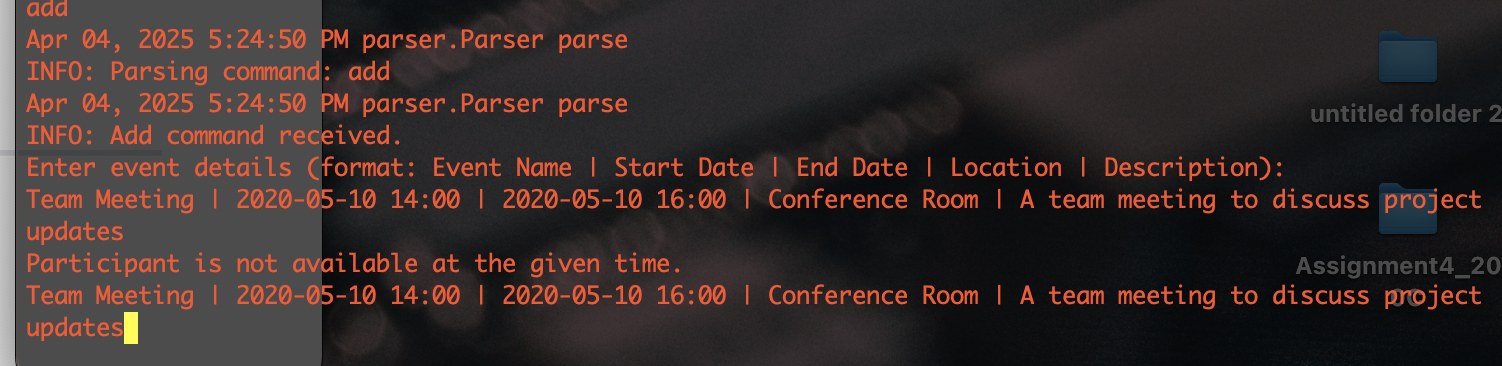 add
Apr 04, 2025 5:24:50 PM parser.Parser parse
INFO: Parsing command: add
Apr 04, 2025 5:24:50 PM parser.Parser parse
INFO: Add command received.
Enter event details (format: Event Name | Start Date | End Date | Location | Description):
Team Meeting | 2020-05-10 14:00 | 2020-05-10 16:00 | Conference Room | A team meeting to discuss project
updates
Participant is not available at the given time.
Team Meeting | 2020-05-10 14:00 | 2020-05-10 16:00 | Conference Room | A team meeting to discuss project
updates
untitled folder 2
Assignment4_20